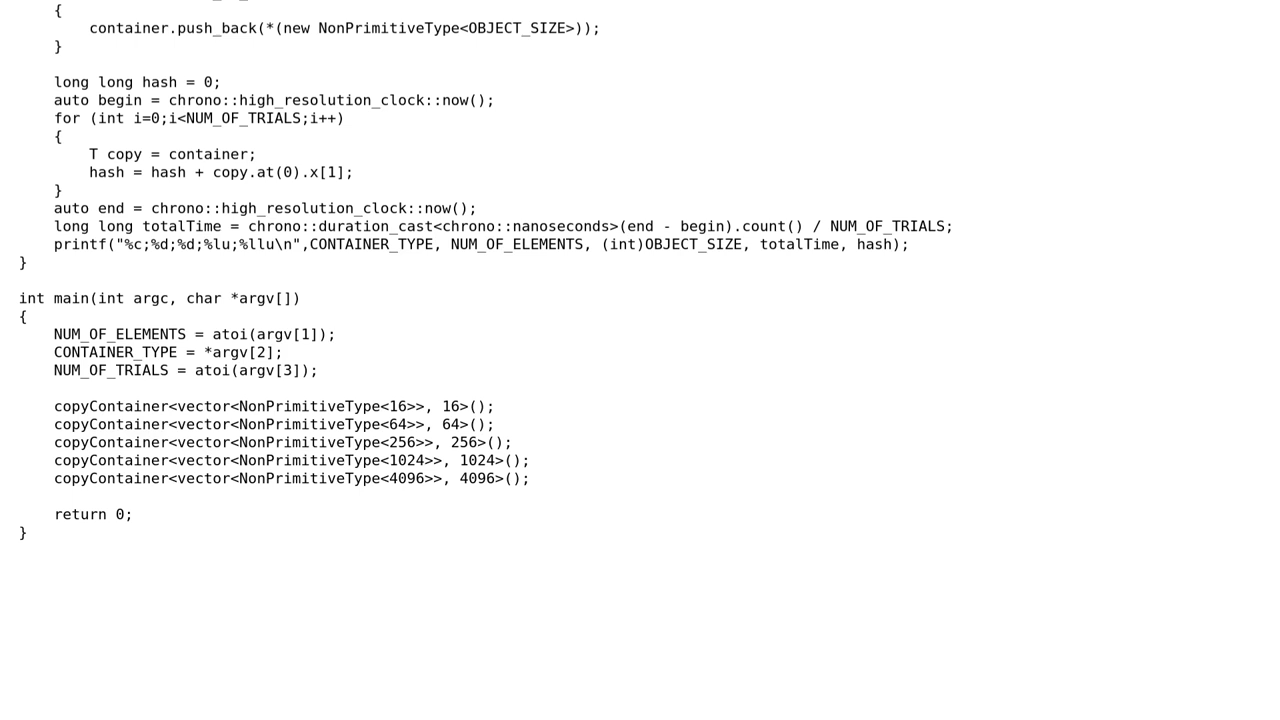 {
container.push_back(*(new NonPrimitiveType<OBJECT_SIZE>));
}
long long hash = 0;
auto begin = chrono::high_resolution_clock::now();
for (int i=0;i<NUM_OF_TRIALS;i++)
{
T copy = container;
hash = hash + copy.at(0).x[1];
}
auto end = chrono::high_resolution_clock::now();
long long totalTime = chrono::duration_cast<chrono::nanoseconds>(end - begin).count() / NUM_OF_TRIALS;
printf("%c;%d;%d;%lu;%llu\n",CONTAINER_TYPE, NUM_OF_ELEMENTS, (int)OBJECT_SIZE, totalTime, hash);
}
int main(int argc, char *argv[])
{
NUM_OF_ELEMENTS = atoi(argv[1]);
CONTAINER_TYPE = *argv[2];
NUM_OF_TRIALS = atoi(argv[3]);
copyContainer<vector<NonPrimitiveType<16>>, 16>();
copyContainer<vector<NonPrimitiveType<64>>, 64>();
copyContainer<vector<NonPrimitiveType<256>>, 256>();
copyContainer<vector<NonPrimitiveType<1024>>, 1024>();
copyContainer<vector<NonPrimitiveType<4096>>, 4096>();
return 0;
}